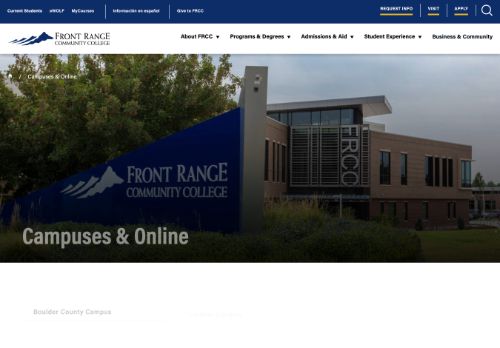 Current Students eWOLF MyCourses Información en español Give to FRCC REQUEST INFO VISIT APPLY
FRONT RANGE
COMMUNITY COLLEGE
About FRCC Programs & Degrees Admissions & Aid Student Experience Business & Community
/ Campuses & Online
FRCC
FRONT RANGE
COMMUNITY COLLEGE
Campuses & Online
Boulder County Campus